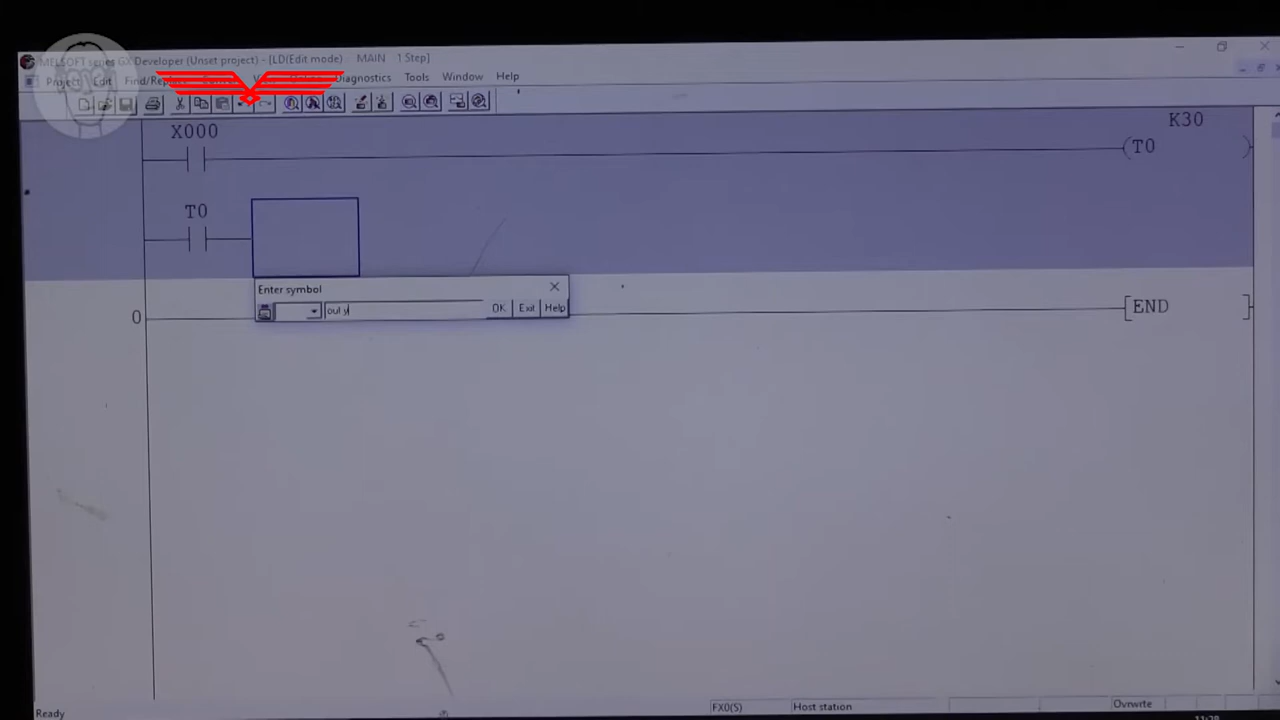 MELSOFT series GX Developer (Unset project) - [LD(Edit mode) MAIN 1 Step]
Project Edit Find/Replace Diagnostics Tools Window Help
K30
X000
T0
T0
Enter symbol
out y
OK Exit Help
0
END
Ready
FX0(S)
Host station
Ovrwrte